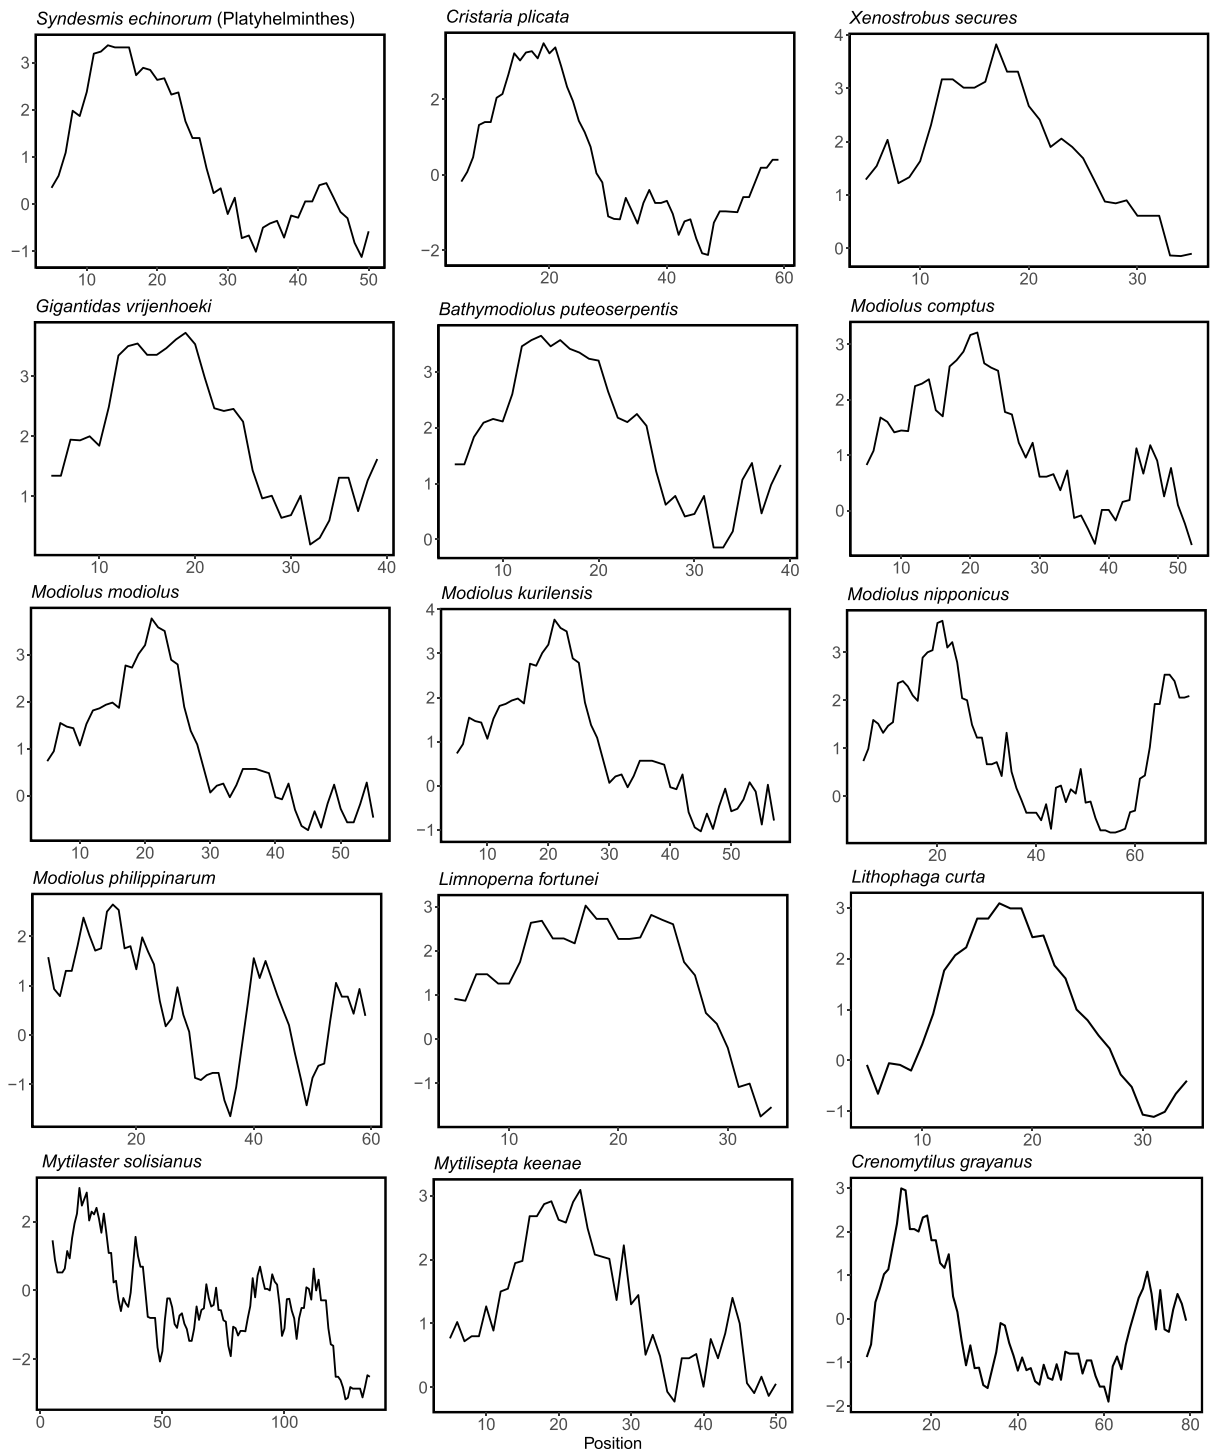 Syndesmis echinorum (Platyhelminthes)
Cristaria plicata
Xenostrobus secures
3
2
1
0
−1
10 20 30 40 50
2
0
−2
20 40 60
4
3
2
1
0
10 20 30
Gigantidas vrijenhoeki
Bathymodiolus puteoserpentis
Modiolus comptus
3
2
1
10 20 30 40
3
2
1
0
10 20 30 40
3
2
1
0
10 20 30 40 50
Modiolus modiolus
Modiolus kurilensis
Modiolus nipponicus
3
2
1
0
10 20 30 40 50
4
3
2
1
0
−1
10 20 30 40 50
3
2
1
0
20 40 60
Modiolus philippinarum
Limnoperna fortunei
Lithophaga curta
2
1
0
−1
20 40 60
3
2
1
0
−1
10 20 30
3
2
1
0
−1
10 20 30
Mytilaster solisianus
Mytilisepta keenae
Crenomytilus grayanus
2
0
−2
0 50 100
3
2
1
0
10 20 30 40 50
3
2
1
0
−1
−2
20 40 60 80
Position